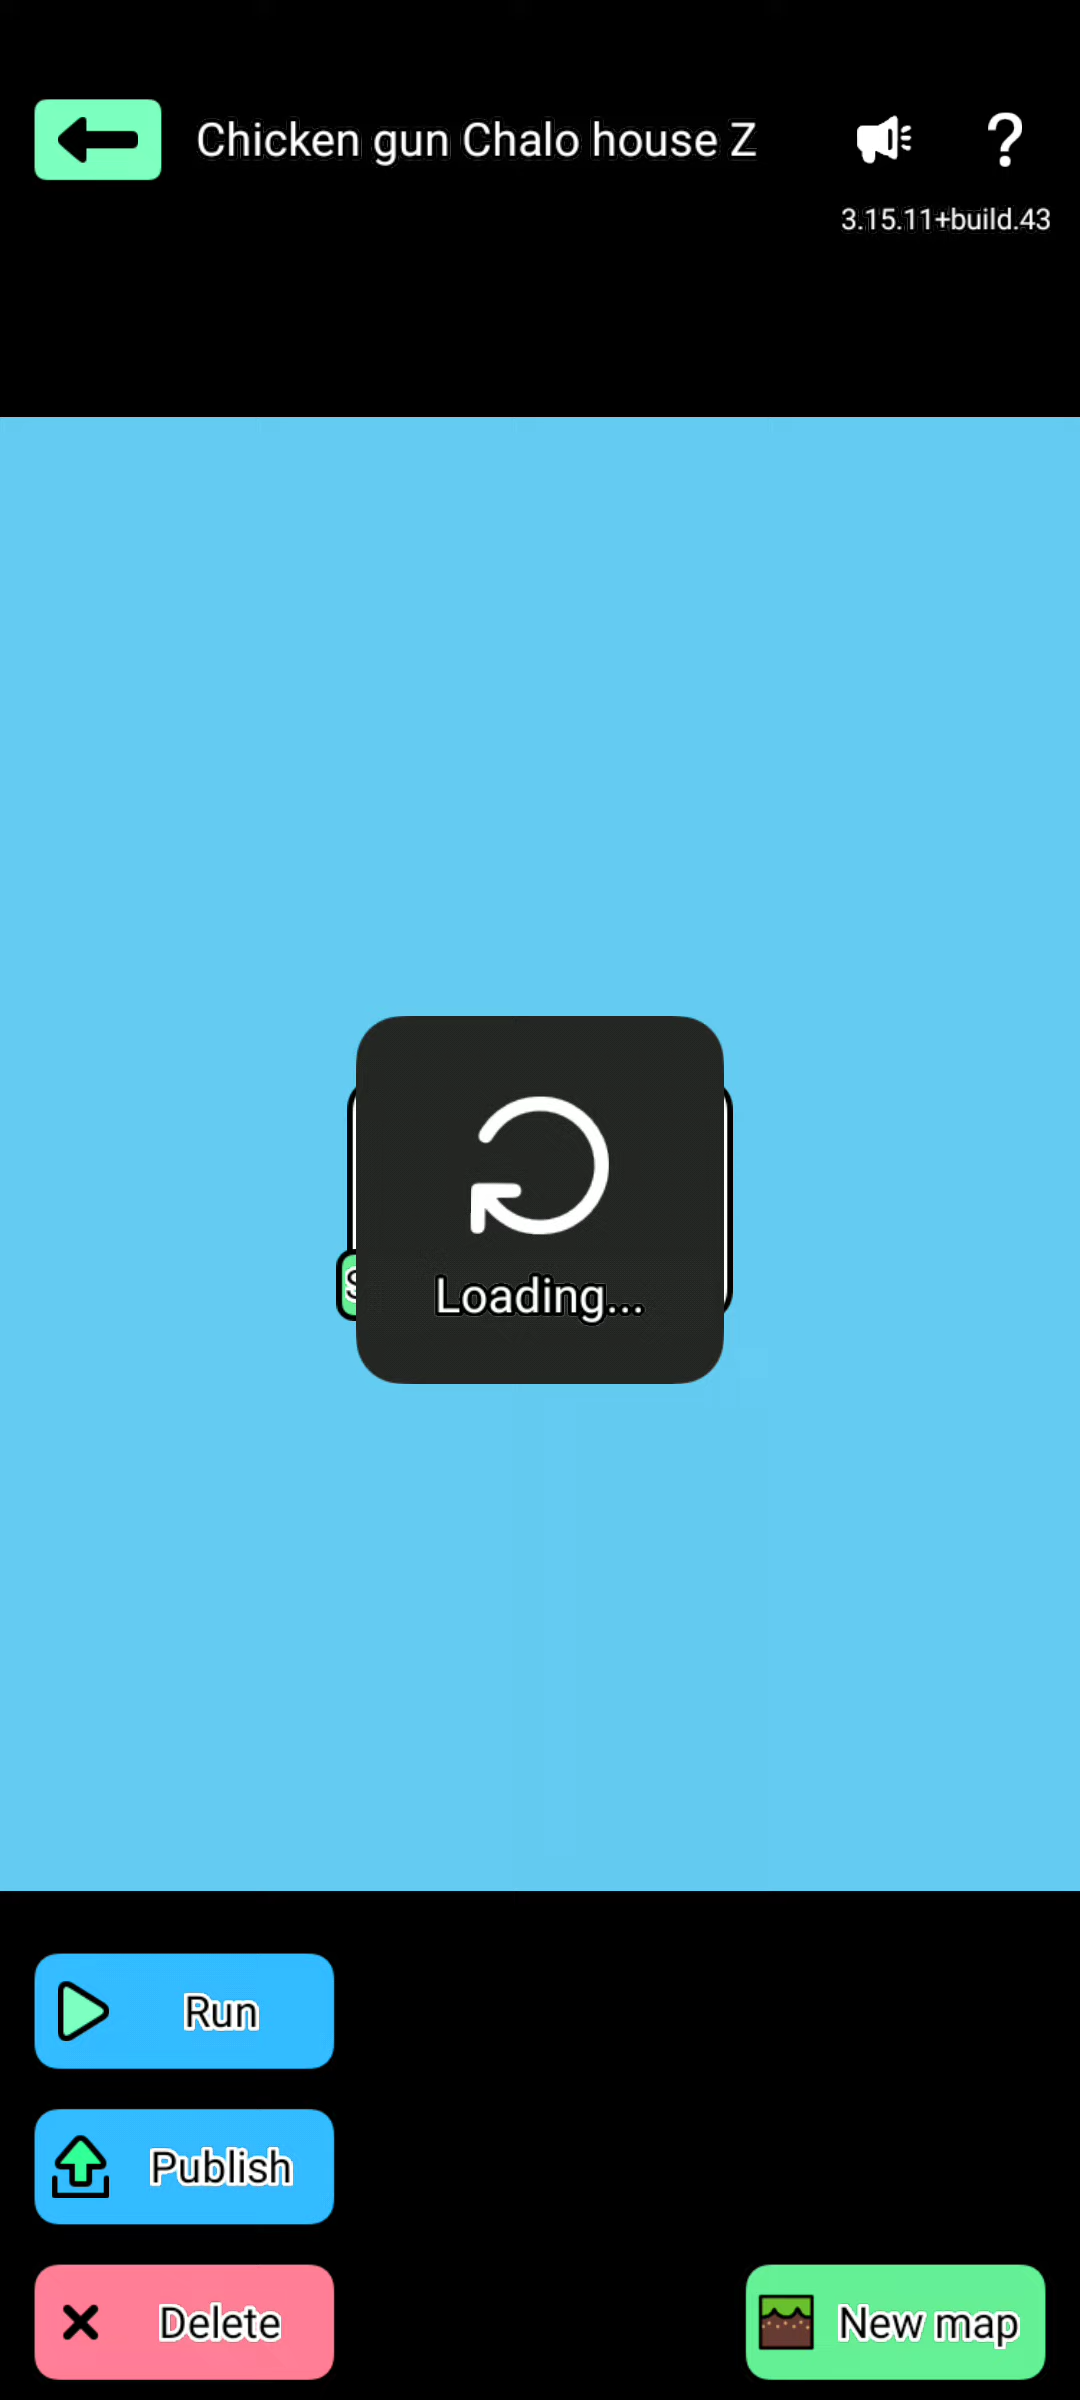 Chicken gun Chalo house Z
3.15.11+build.43
Loading...
Run
Publish
Delete
New map